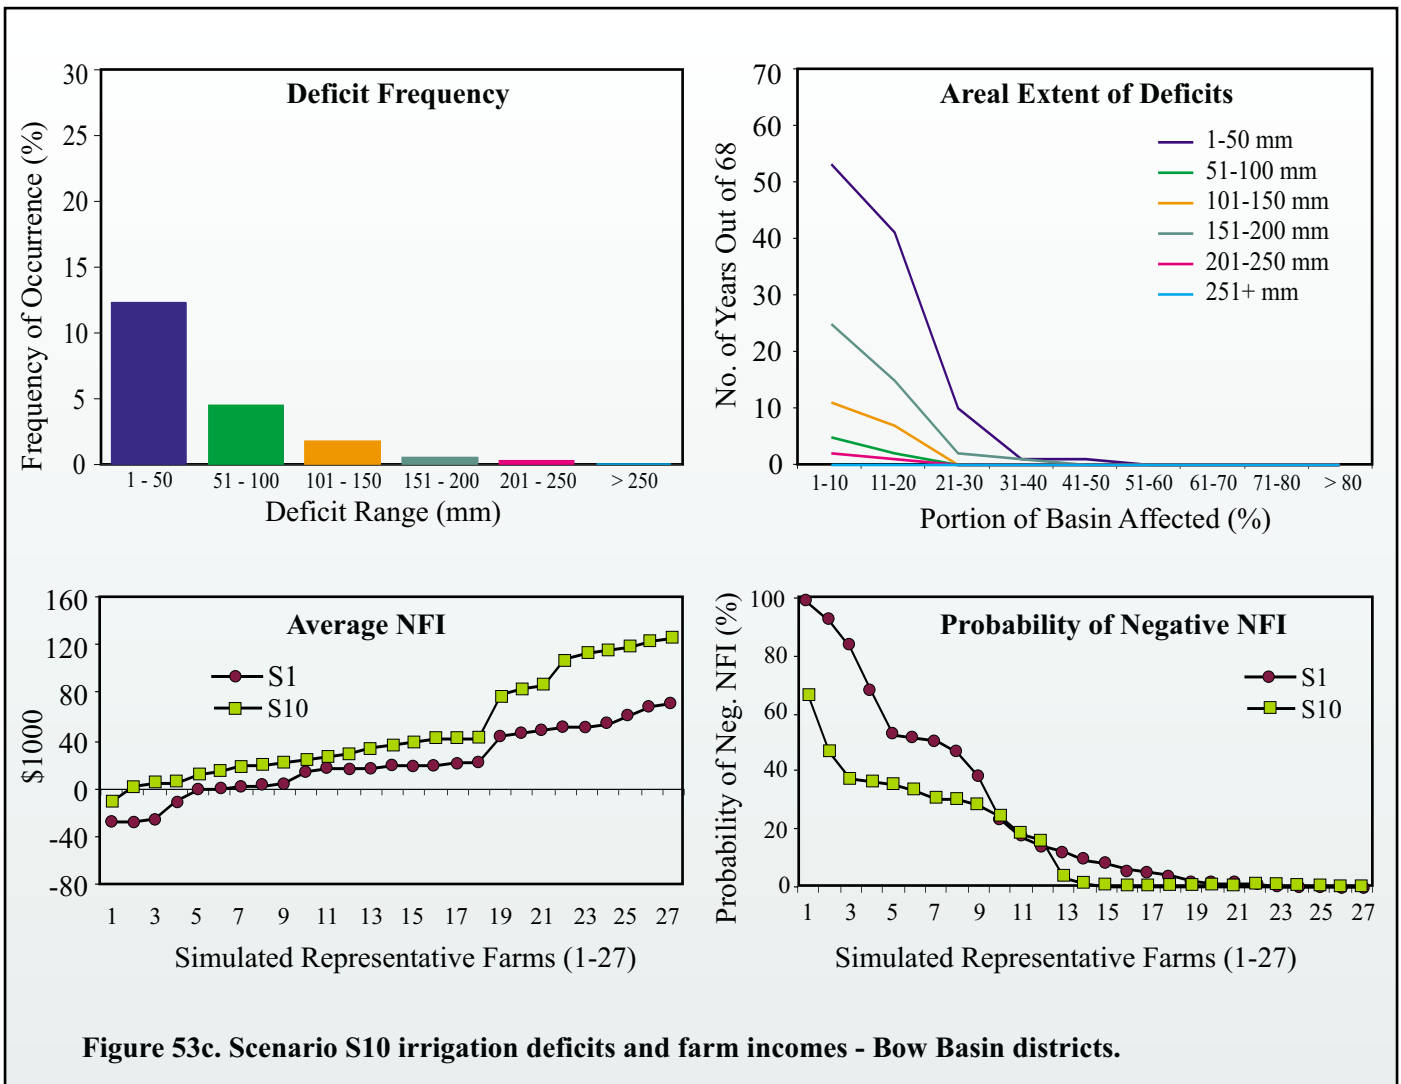 Deficit Frequency
Frequency of Occurrence (%)
30
25
20
15
10
5
0
1 - 50
51 - 100
101 - 150
151 - 200
201 - 250
> 250
Deficit Range (mm)
Areal Extent of Deficits
No. of Years Out of 68
70
60
50
40
30
20
10
0
1-50 mm
51-100 mm
101-150 mm
151-200 mm
201-250 mm
251+ mm
1-10
11-20
21-30
31-40
41-50
51-60
61-70
71-80
> 80
Portion of Basin Affected (%)
Average NFI
$1000
160
120
80
40
0
-40
-80
S1
S10
1
3
5
7
9
11
13
15
17
19
21
23
25
27
Simulated Representative Farms (1-27)
Probability of Negative NFI
Probability of Neg. NFI (%)
100
80
60
40
20
0
S1
S10
1
3
5
7
9
11
13
15
17
19
21
23
25
27
Simulated Representative Farms (1-27)
Figure 53c. Scenario S10 irrigation deficits and farm incomes - Bow Basin districts.